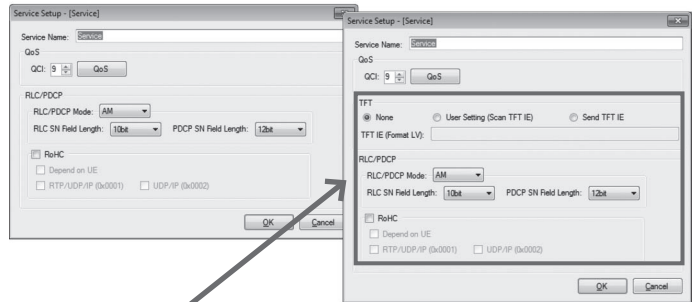 Service Setup - [Service]
Service Name: Service
QoS
QCI: 9 QoS
RLC/PDCP
RLC/PDCP Mode: AM
RLC SN Field Length: 10bit PDCP SN Field Length: 12bit
RoHC
Depend on UE
RTP/UDP/IP (0x0001) UDP/IP (0x0002)
OK Cancel
Service Setup - [Service]
Service Name: Service
QoS
QCI: 9 QoS
TFT
None User Setting (Scan TFT IE) Send TFT IE
TFT IE (Fomat LV):
RLC/PDCP
RLC/PDCP Mode: AM
RLC SN Field Length: 10bit PDCP SN Field Length: 12bit
RoHC
Depend on UE
RTP/UDP/IP (0x0001) UDP/IP (0x0002)
OK Cancel